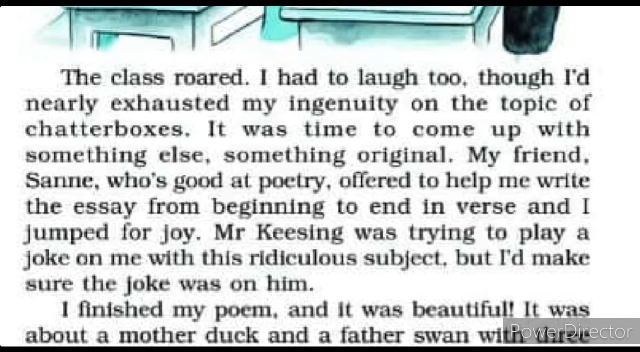 The class roared. I had to laugh too, though I'd
nearly exhausted my ingenuity on the topic of
chatterboxes. It was time to come up with
something else, something original. My friend,
Sanne, who's good at poetry, offered to help me write
the essay from beginning to end in verse and I
jumped for joy. Mr Keesing was trying to play a
joke on me with this ridiculous subject, but I'd make
sure the joke was on him.
I finished my poem, and it was beautiful! It was
about a mother duck and a father swan with three
PowerDirector